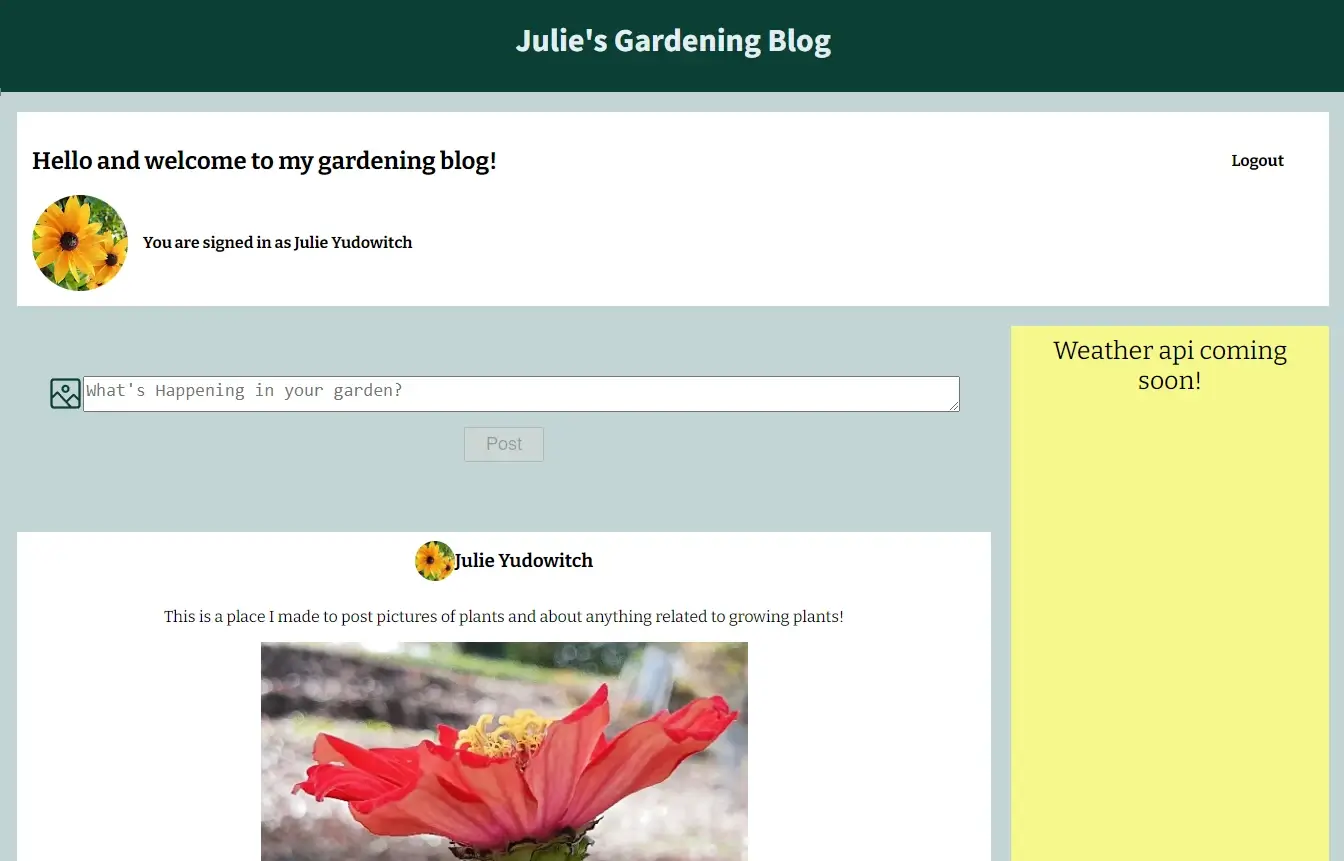 Julie's Gardening Blog
Hello and welcome to my gardening blog!
Logout
You are signed in as Julie Yudowitch
What's Happening in your garden?
Post
Weather api coming
soon!
Julie Yudowitch
This is a place I made to post pictures of plants and about anything related to growing plants!